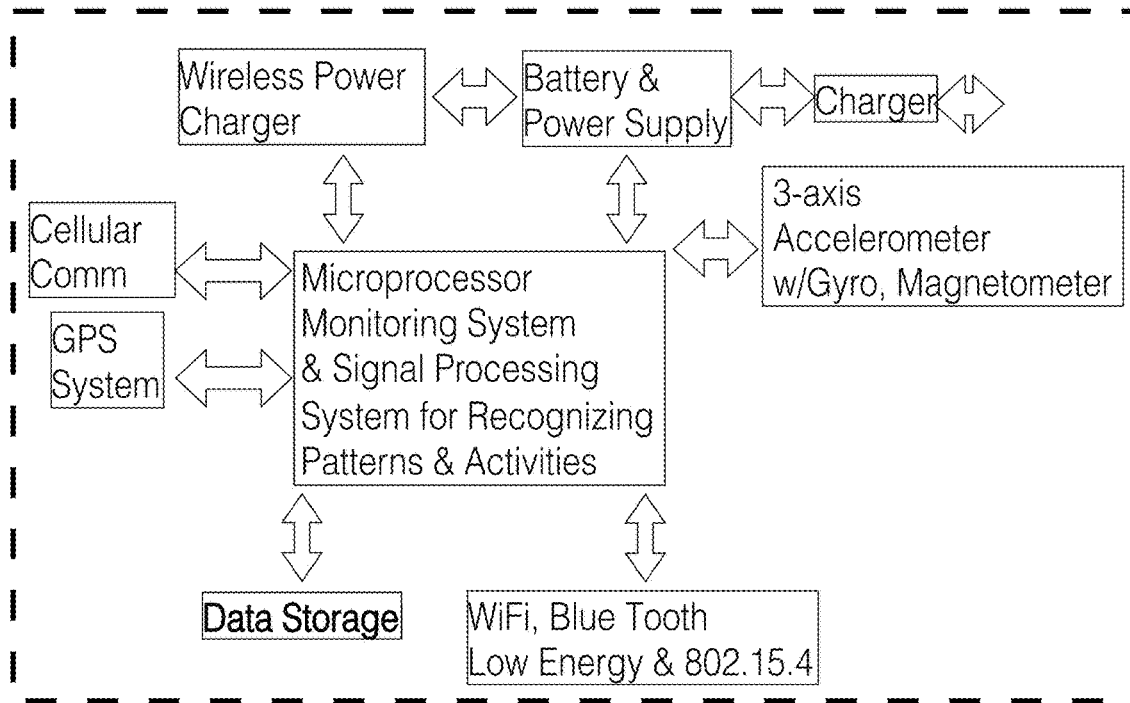 Wireless Power
Charger
Battery &
Power Supply
Charger
3-axis
Accelerometer
w/Gyro, Magnetometer
Cellular
Comm
GPS
System
Microprocessor
Monitoring System
& Signal Processing
System for Recognizing
Patterns & Activities
Data Storage
WiFi, Blue Tooth
Low Energy & 802.15.4